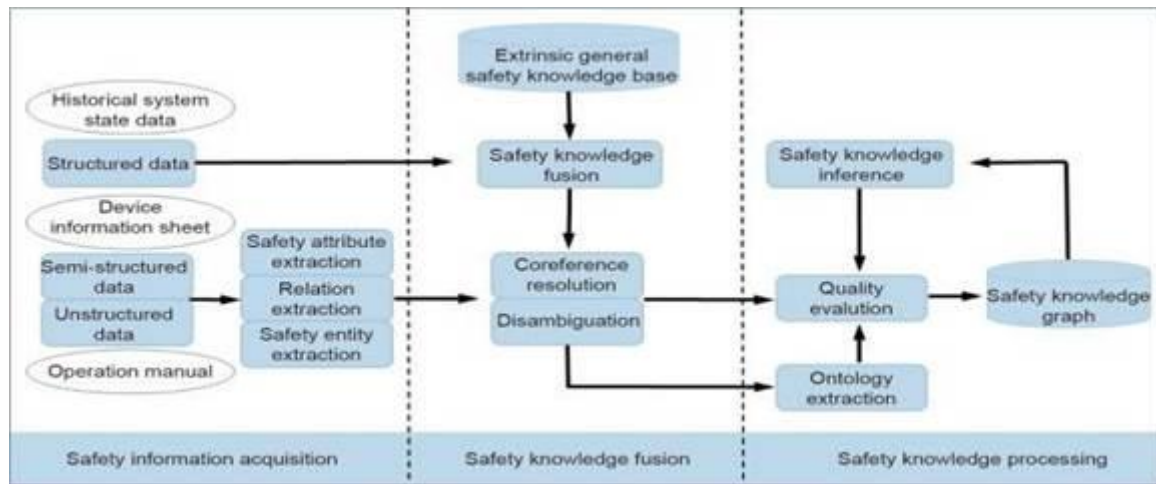 Historical system
state data
Structured data
Device
information sheet
Semi-structured
data
Unstructured
data
Operation manual
Safety attribute
extraction
Relation extraction
Safety entity
extraction
Safety information acquisition
Extrinsic general
safety knowledge base
Safety knowledge
fusion
Coreference
resolution
Disambiguation
Safety knowledge fusion
Safety knowledge
inference
Quality
evalution
Ontology
extraction
Safety knowledge
graph
Safety knowledge processing